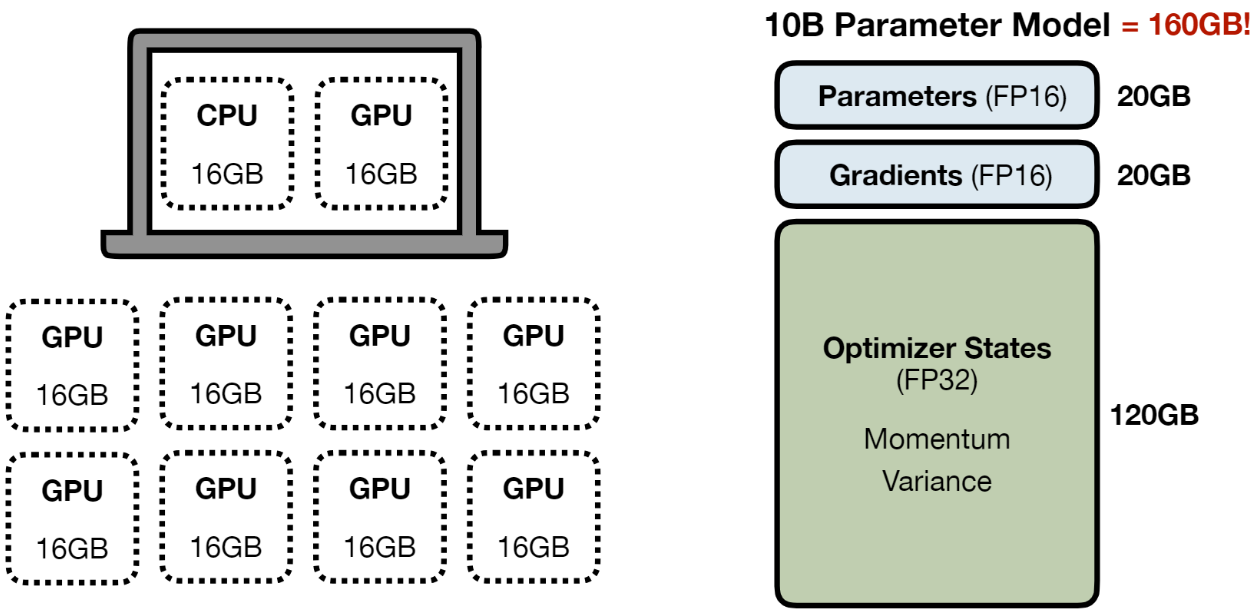 CPU
16GB
GPU
16GB
GPU
16GB
GPU
16GB
GPU
16GB
GPU
16GB
GPU
16GB
GPU
16GB
GPU
16GB
GPU
16GB
10B Parameter Model = 160GB!
Parameters (FP16) 20GB
Gradients (FP16) 20GB
Optimizer States
(FP32)
Momentum
Variance
120GB